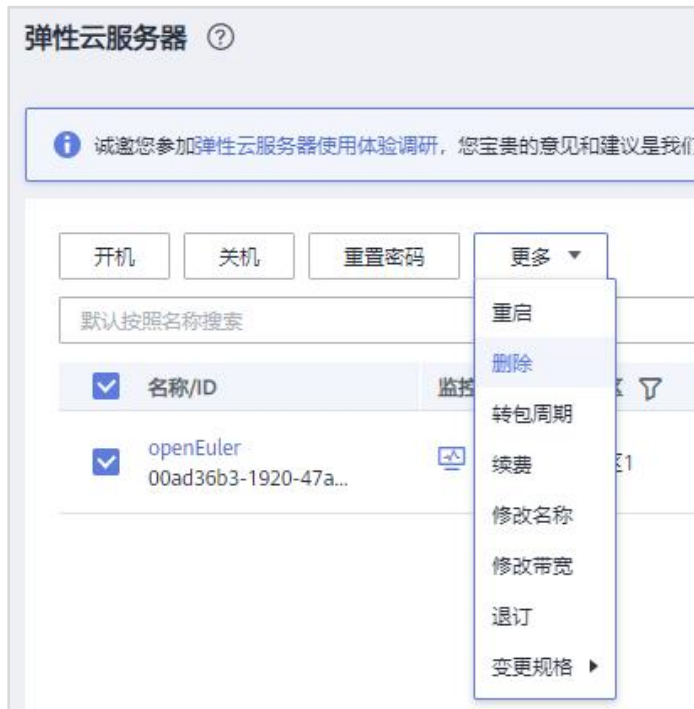 弹性云服务器 ?
诚邀您参加弹性云服务器使用体验调研，您宝贵的意见和建议是我们
开机 关机 重置密码 更多
默认按照名称搜索
重启
删除
名称/ID 监控
转包周期
openEuler
00ad36b3-1920-47a...
续费 区1
修改名称
修改带宽
退订
变更规格